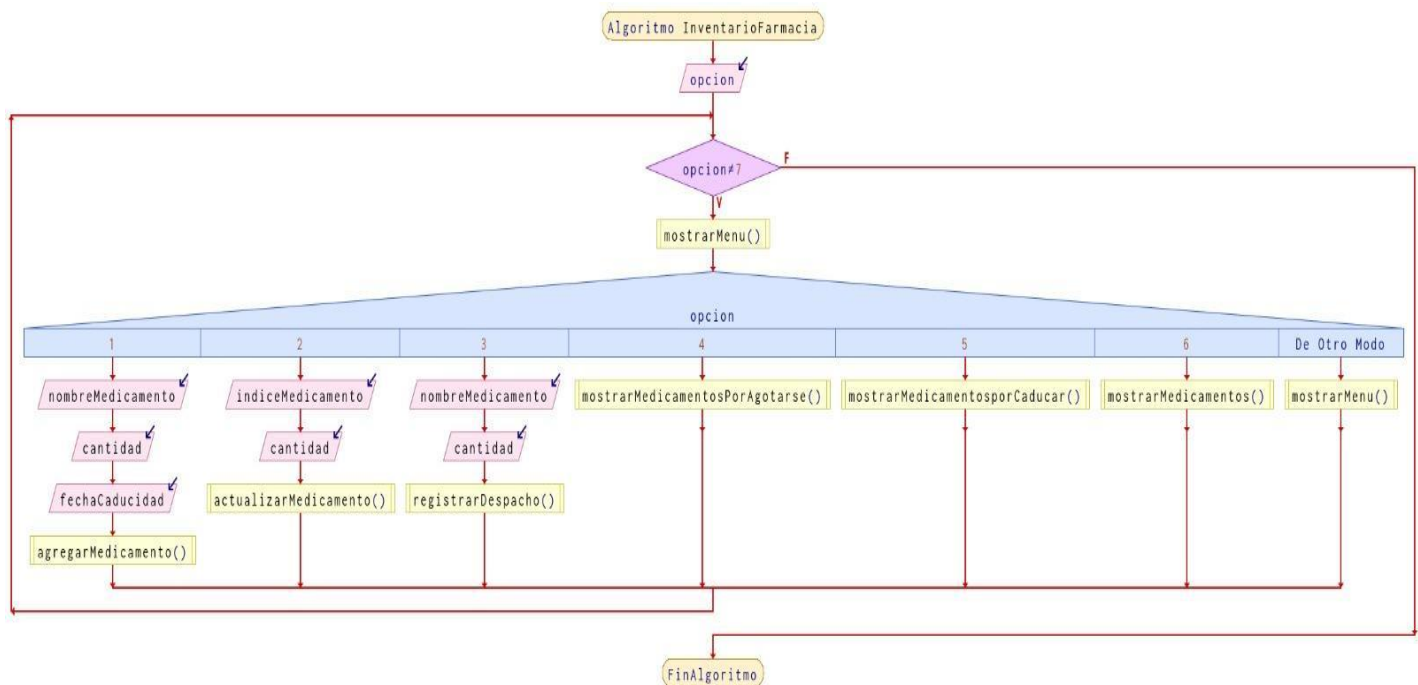 Algoritmo InventarioFarmacia
opcion
opcion≠7
F
V
mostrarMenu()
opcion
1 2 3 4 5 6 De Otro Modo
nombreMedicamento indiceMedicamento nombreMedicamento mostrarMedicamentosPorAgotarse() mostrarMedicamentosporCaducar() mostrarMedicamentos() mostrarMenu()
cantidad cantidad cantidad
fechaCaducidad actualizarMedicamento() registrarDespacho()
agregarMedicamento()
FinAlgoritmo